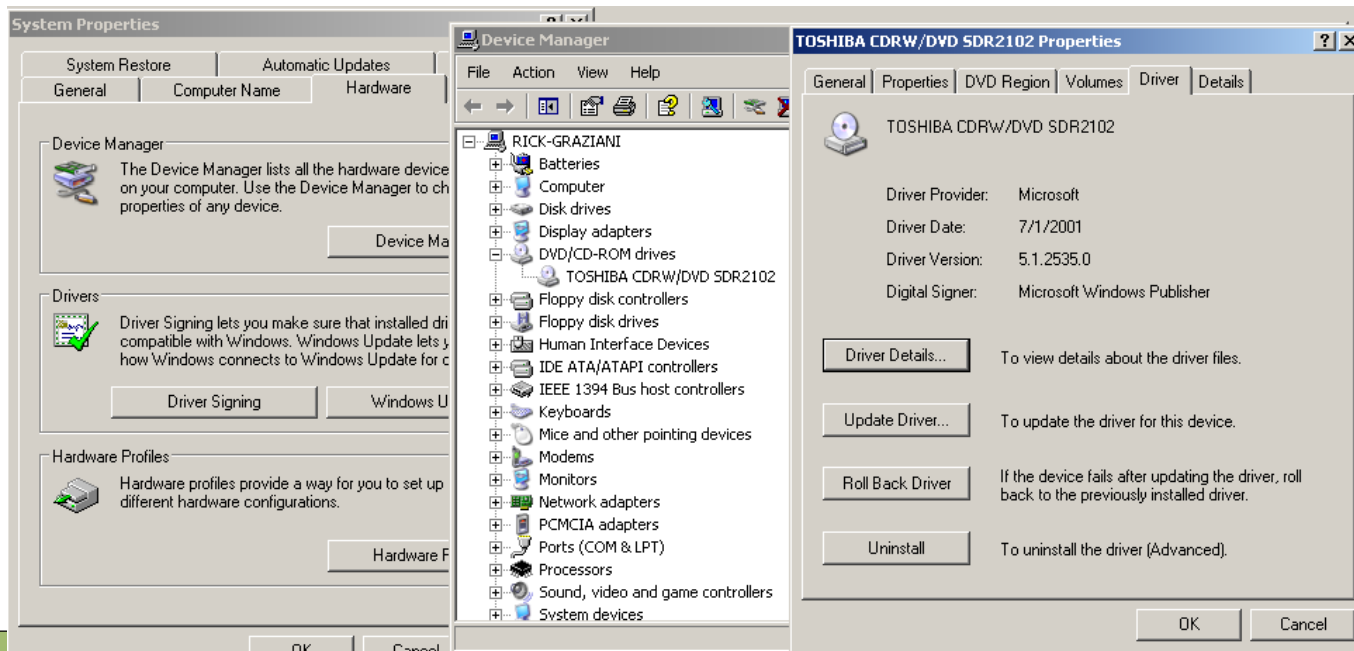 System Properties
System Restore
Automatic Updates
General
Computer Name
Hardware
Device Manager
The Device Manager lists all the hardware device
on your computer. Use the Device Manager to ch
properties of any device.
Device Ma
Drivers
Driver Signing lets you make sure that installed dri
compatible with Windows. Windows Update lets y
how Windows connects to Windows Update for
Driver Signing
Windows U
Hardware Profiles
Hardware profiles provide a way for you to set up
different hardware configurations.
Hardware
OK
Cancel
Device Manager
File Action View Help
RICK-GRAZIANI
Batteries
Computer
Disk drives
Display adapters
DVD/CD-ROM drives
TOSHIBA CDRW/DVD SDR2102
Floppy disk controllers
Floppy disk drives
Human Interface Devices
IDE ATA/ATAPI controllers
IEEE 1394 Bus host controllers
Keyboards
Mice and other pointing devices
Modems
Monitors
Network adapters
PCMCIA adapters
Ports (COM & LPT)
Processors
Sound, video and game controllers
System devices
TOSHIBA CDRW/DVD SDR2102 Properties
General Properties DVD Region Volumes Driver Details
TOSHIBA CDRW/DVD SDR2102
Driver Provider: Microsoft
Driver Date: 7/1/2001
Driver Version: 5.1.2535.0
Digital Signer: Microsoft Windows Publisher
Driver Details...
To view details about the driver files.
Update Driver...
To update the driver for this device.
Roll Back Driver
If the device fails after updating the driver, roll
back to the previously installed driver.
Uninstall
To uninstall the driver (Advanced).
OK
Cancel